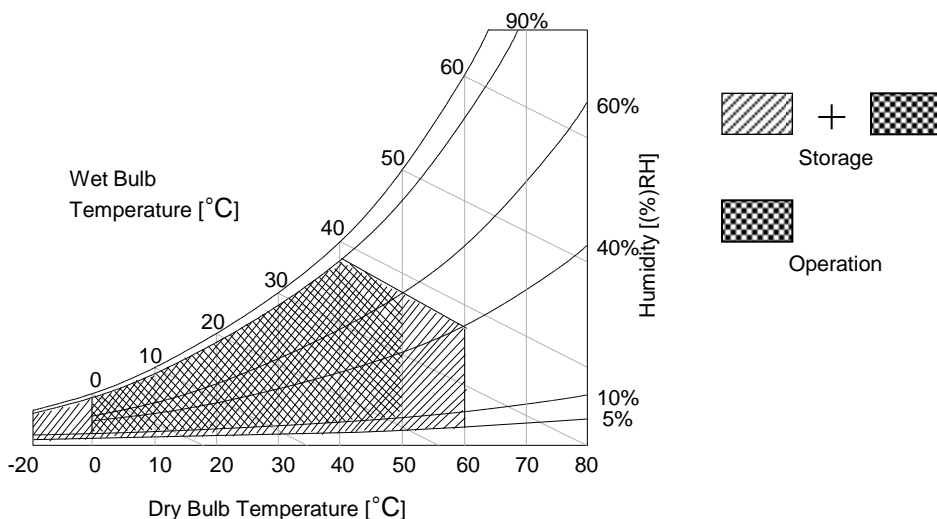 90%
60
60%
50
Wet Bulb
Temperature [°C]
40
40%
30
20
10
0
10%
5%
Humidity [(%)RH]
-20 0 10 20 30 40 50 60 70 80
Dry Bulb Temperature [°C]
+
Storage
Operation